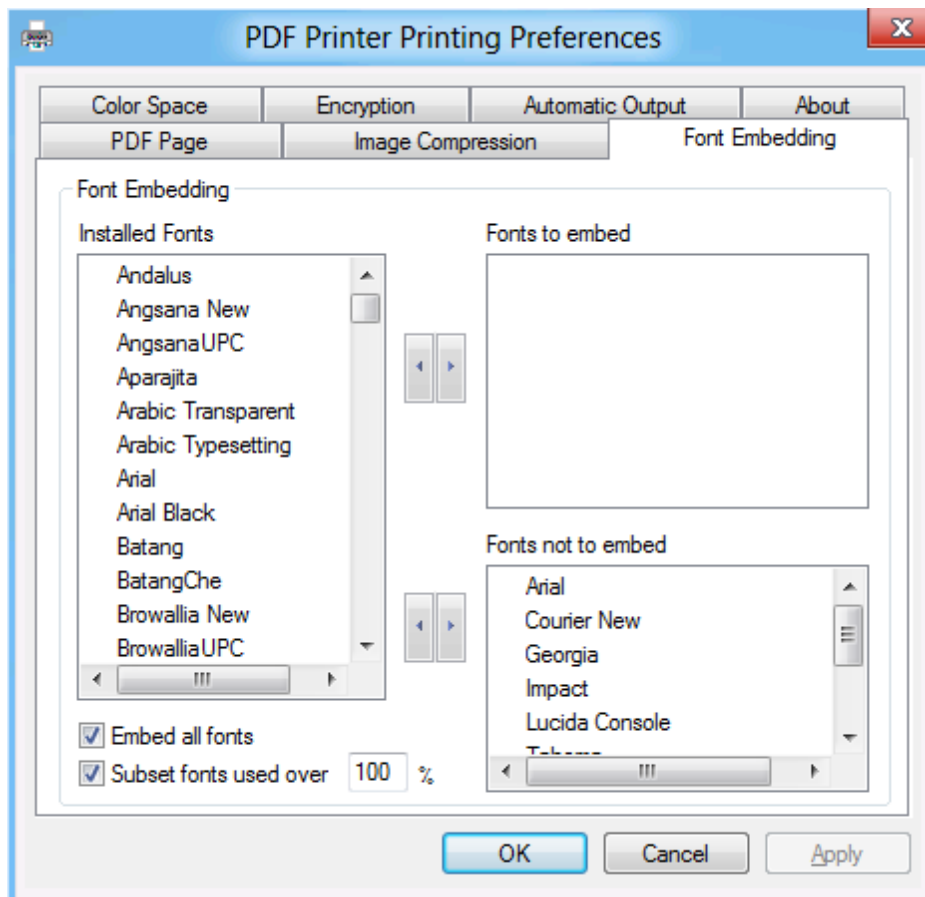 PDF Printer Printing Preferences
x
Color Space Encryption Automatic Output About
PDF Page Image Compression Font Embedding
Font Embedding
Installed Fonts
Andalus
Angsana New
AngsanaUPC
Aparajita
Arabic Transparent
Arabic Typesetting
Arial
Arial Black
Batang
BatangChe
Browallia New
BrowalliaUPC
Embed all fonts
Subset fonts used over 100 %
Fonts to embed
Fonts not to embed
Arial
Courier New
Georgia
Impact
Lucida Console
OK Cancel Apply